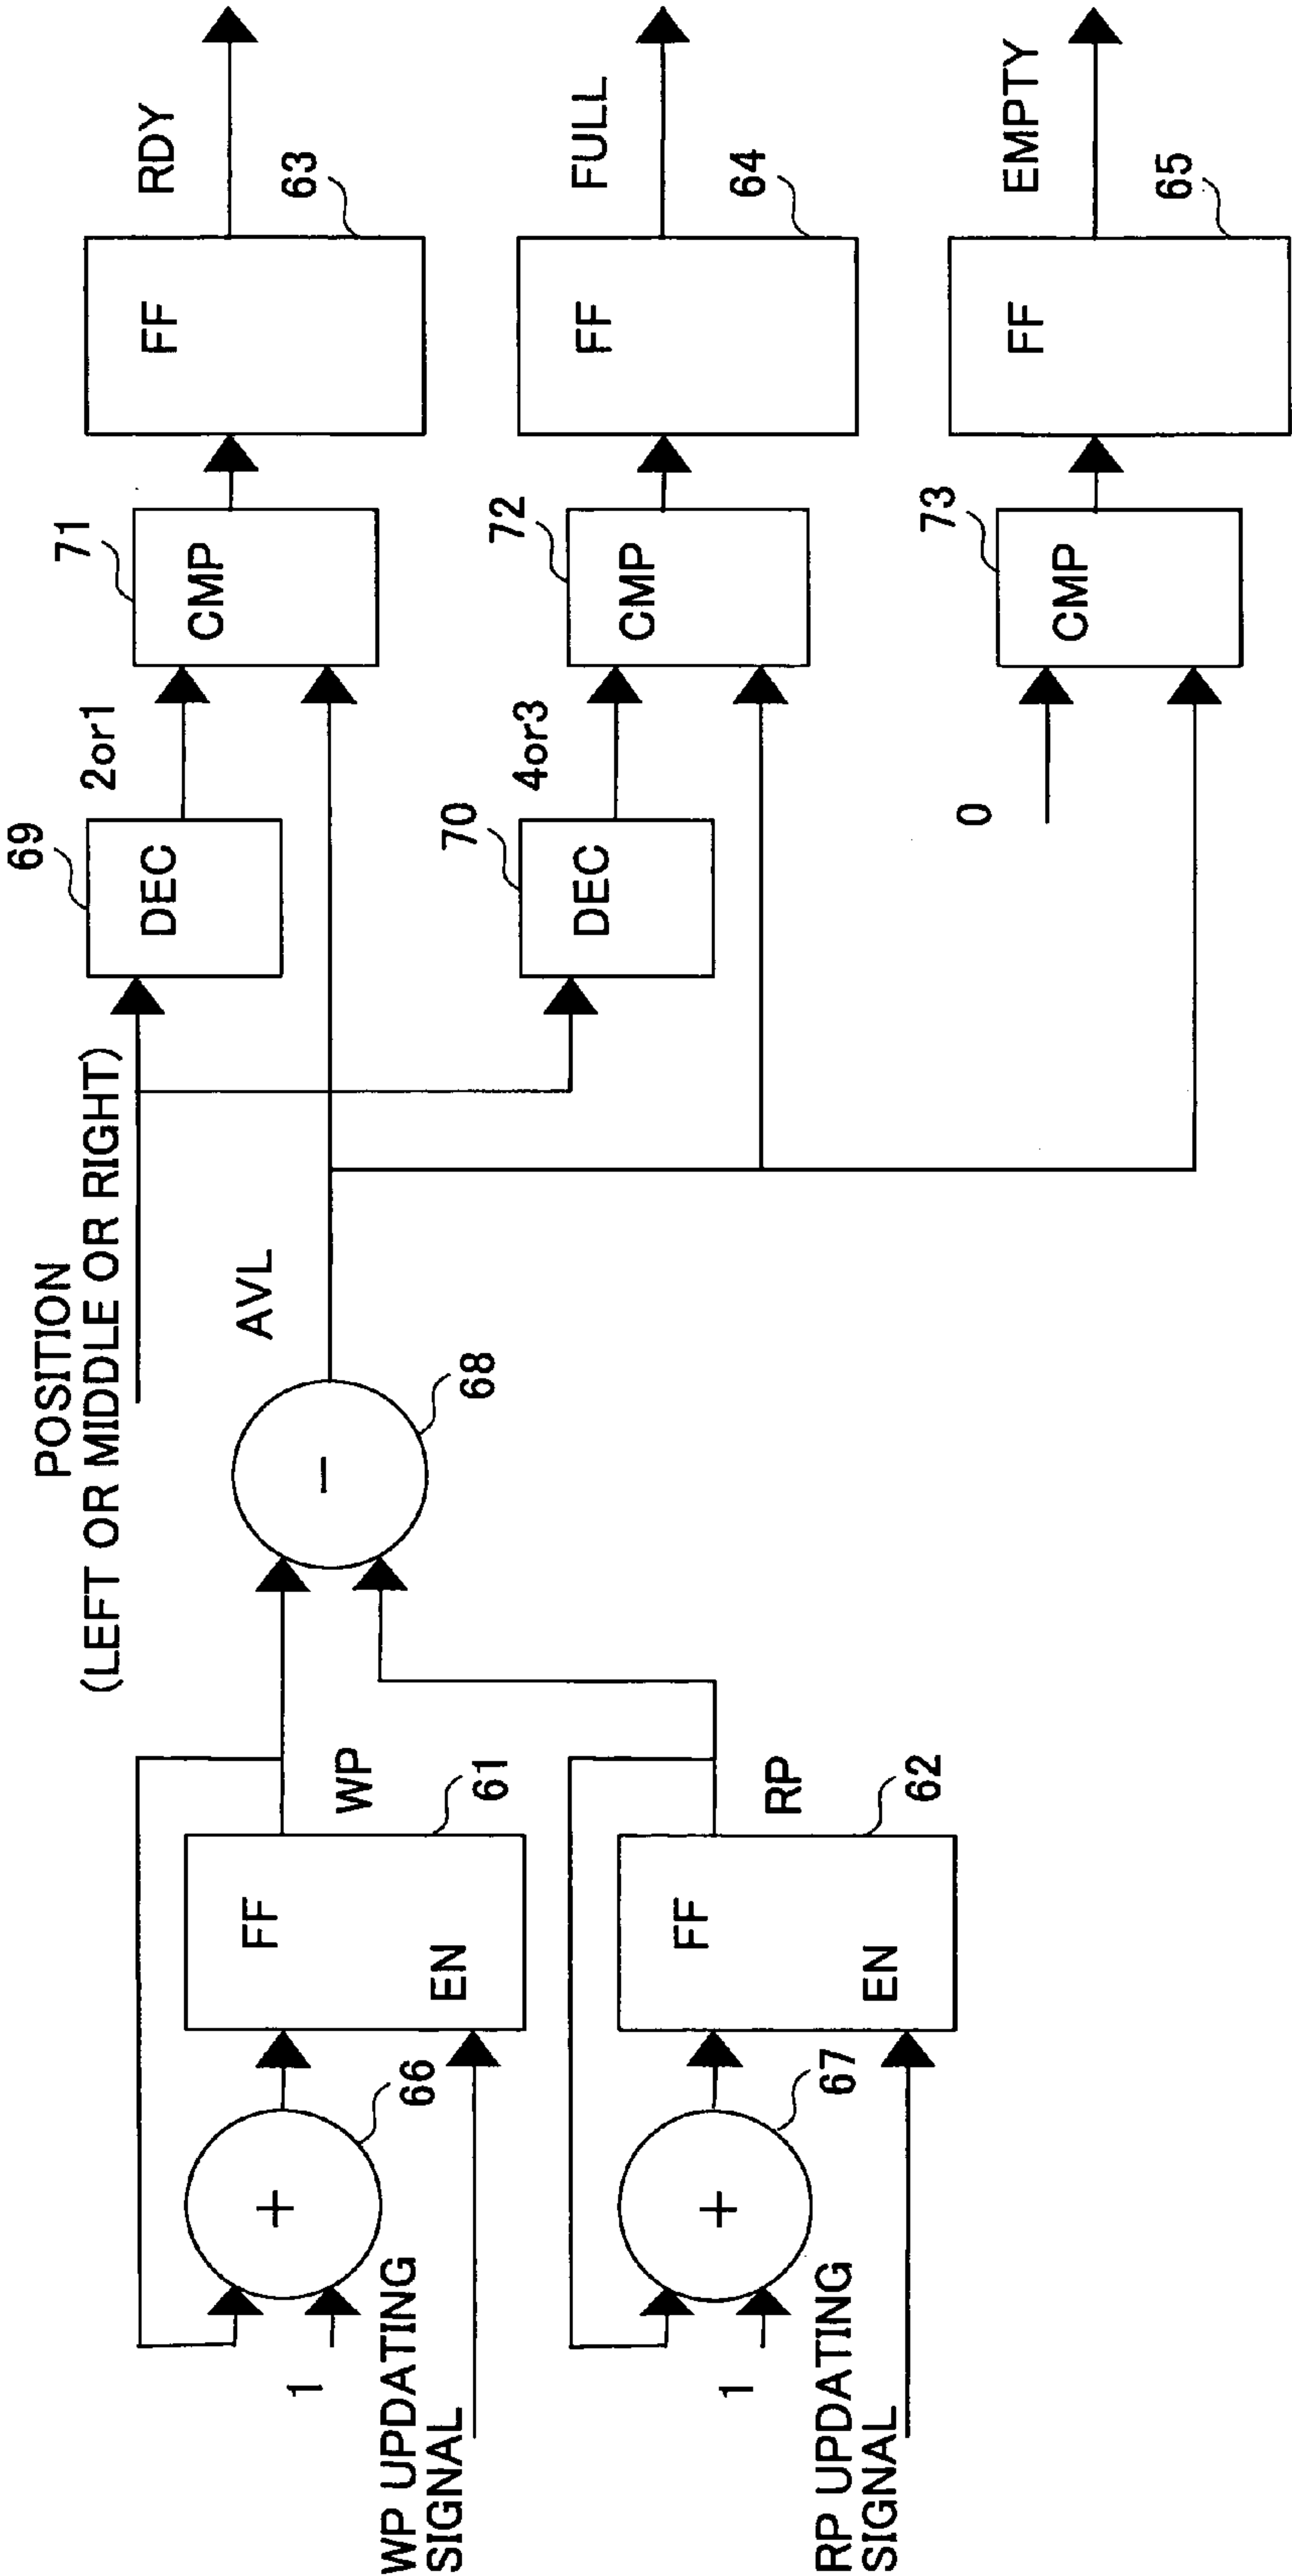 POSITION
(LEFT OR MIDDLE OR RIGHT)
69
DEC
2or1
71
CMP
FF
63
RDY
AVL
68
−
70
DEC
4or3
72
CMP
FF
64
FULL
0
73
CMP
FF
65
EMPTY
1
+
66
WP UPDATING
SIGNAL
FF
EN
61
WP
1
+
67
RP UPDATING
SIGNAL
FF
EN
62
RP